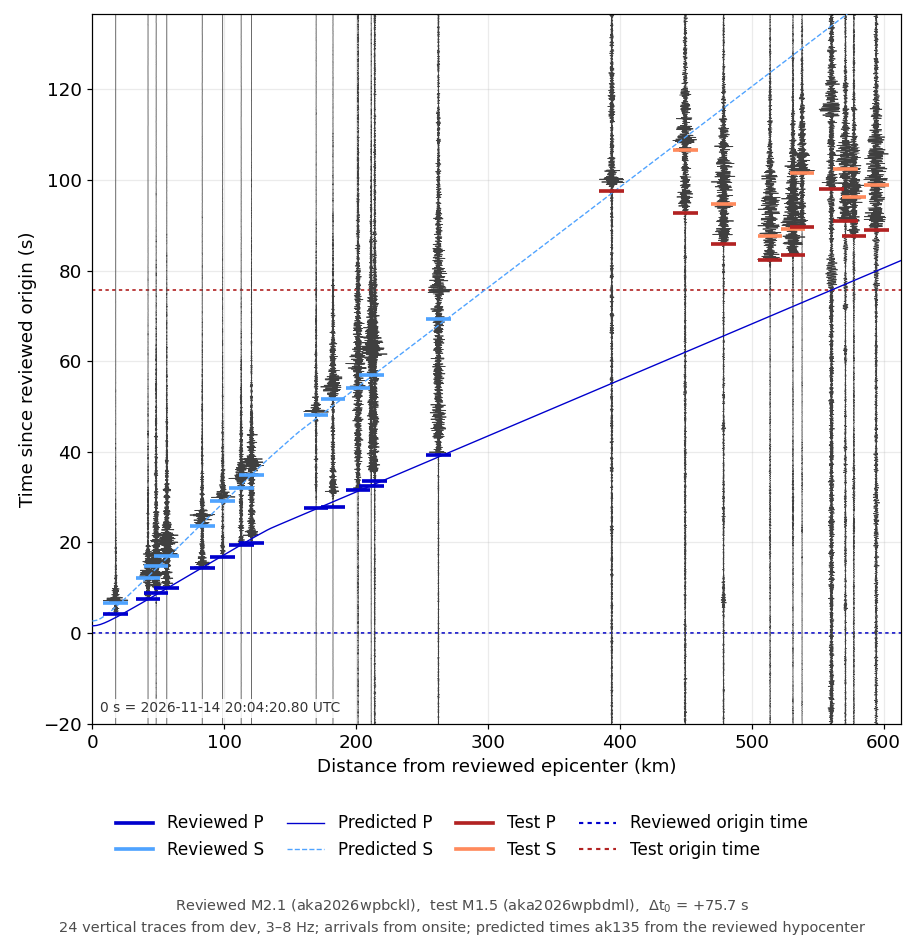 120
100
80
60
40
20
0
−20
Time since reviewed origin (s)
0 s = 2026-11-14 20:04:20.80 UTC
0 100 200 300 400 500 600
Distance from reviewed epicenter (km)
Reviewed P Predicted P Test P Reviewed origin time
Reviewed S Predicted S Test S Test origin time
Reviewed M2.1 (aka2026wpbckl), test M1.5 (aka2026wpbdml), Δt₀ = +75.7 s
24 vertical traces from dev, 3–8 Hz; arrivals from onsite; predicted times ak135 from the reviewed hypocenter